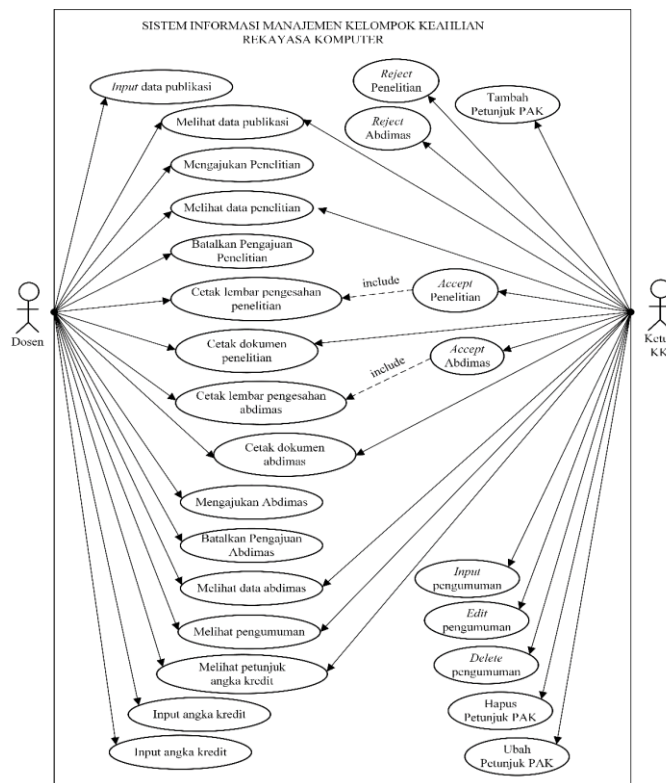 SISTEM INFORMASI MANAJEMEN KELOMPOK KEAHLIAN
REKAYASA KOMPUTER
Input data publikasi
Melihat data publikasi
Mengajukan Penelitian
Melihat data penelitian
Batalkan Pengajuan
Penelitian
Cetak lembar pengesahan
penelitian
Cetak dokumen
penelitian
Cetak lembar pengesahan
abdimas
Cetak dokumen
abdimas
Mengajukan Abdimas
Batalkan Pengajuan
Abdimas
Melihat data abdimas
Melihat pengumuman
Melihat petunjuk
angka kredit
Input angka kredit
Input angka kredit
Dosen
Reject
Penelitian
Reject
Abdimas
Tambah
Petunjuk PAK
include
Accept
Penelitian
include
Accept
Abdimas
Ketu
KK
Input
pengumuman
Edit
pengumuman
Delete
pengumuman
Hapus
Petunjuk PAK
Ubah
Petunjuk PAK